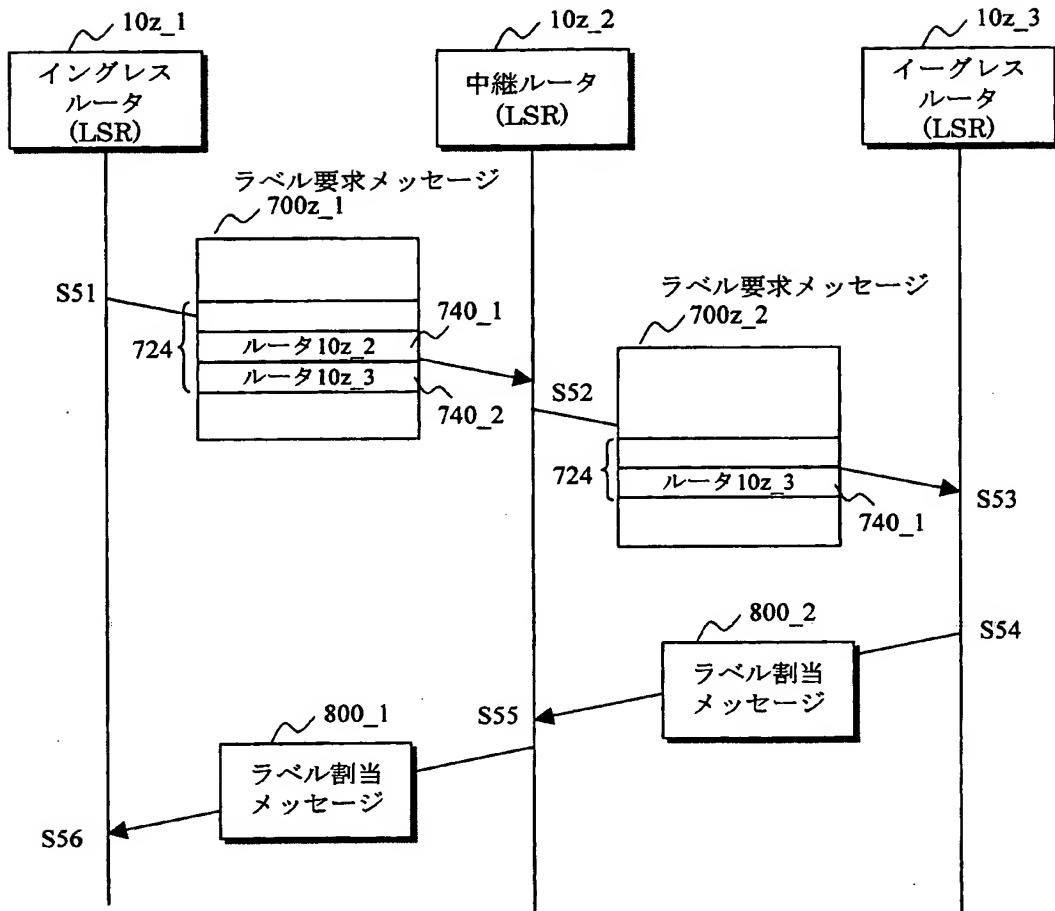 10z_1
10z_2
10z_3
イングレス
ルータ
(LSR)
中継ルータ
(LSR)
イーグレス
ルータ
(LSR)
ラベル要求メッセージ
700z_1
S51
724
740_1
ルータ10z_2
ルータ10z_3
740_2
ラベル要求メッセージ
700z_2
S52
724
ルータ10z_3
740_1
S53
800_2
S54
ラベル割当
メッセージ
S55
800_1
ラベル割当
メッセージ
S56